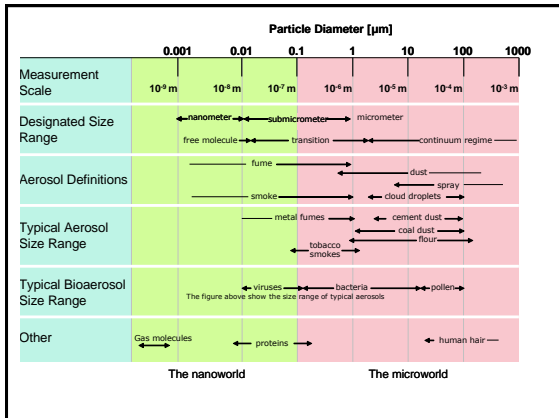 Particle Diameter [µm]
0.001 0.01 0.1 1 10 100 1000
Measurement Scale
10-9 m 10-8 m 10-7 m 10-6 m 10-5 m 10-4 m 10-3 m
Designated Size Range
nanometer submicrometer micrometer
free molecule transition continuum regime
Aerosol Definitions
fume
dust
spray
smoke cloud droplets
Typical Aerosol Size Range
metal fumes cement dust
coal dust
flour
tobacco smokes
Typical Bioaerosol Size Range
viruses bacteria pollen
The figure above show the size range of typical aerosols
Other
Gas molecules
proteins human hair
The nanoworld The microworld